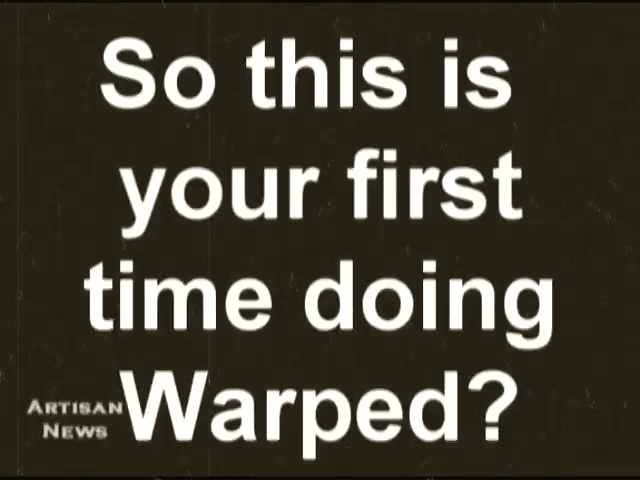 So this is
your first
time doing
Warped?
ARTISAN
NEWS